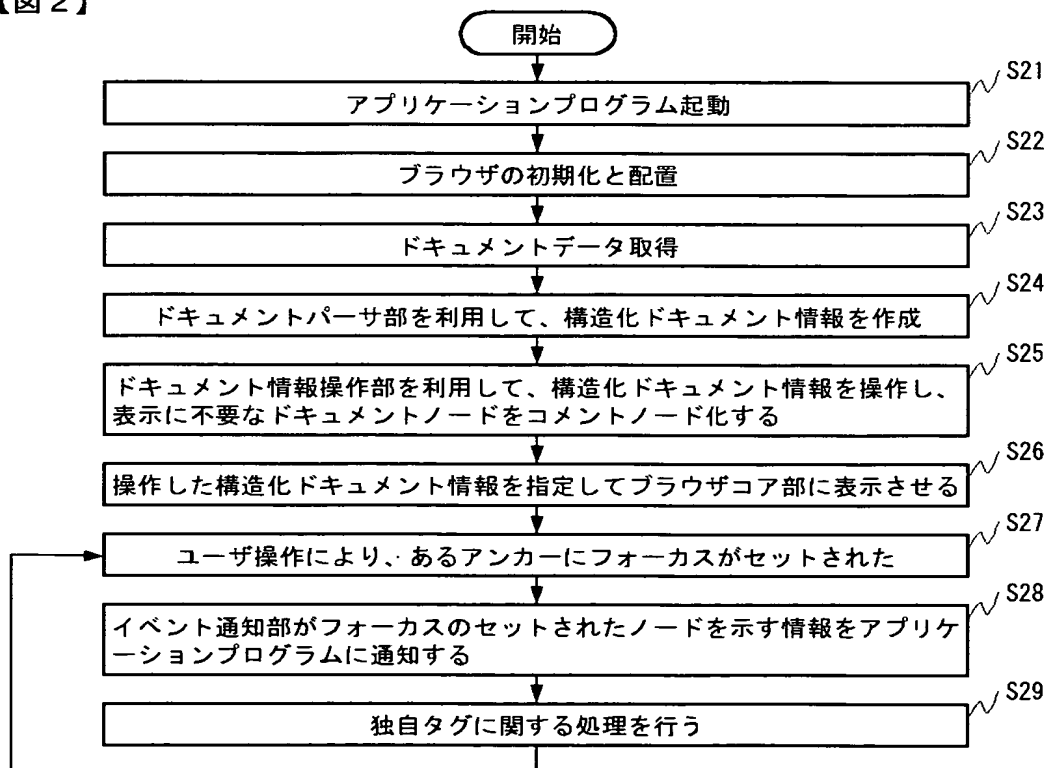 【図２】
開始
S21
アプリケーションプログラム起動
S22
ブラウザの初期化と配置
S23
ドキュメントデータ取得
S24
ドキュメントパーサ部を利用して、構造化ドキュメント情報を作成
S25
ドキュメント情報操作部を利用して、構造化ドキュメント情報を操作し、
表示に不要なドキュメントノードをコメントノード化する
S26
操作した構造化ドキュメント情報を指定してブラウザコア部に表示させる
S27
ユーザ操作により、あるアンカーにフォーカスがセットされた
S28
イベント通知部がフォーカスのセットされたノードを示す情報をアプリケ
ーションプログラムに通知する
S29
独自タグに関する処理を行う